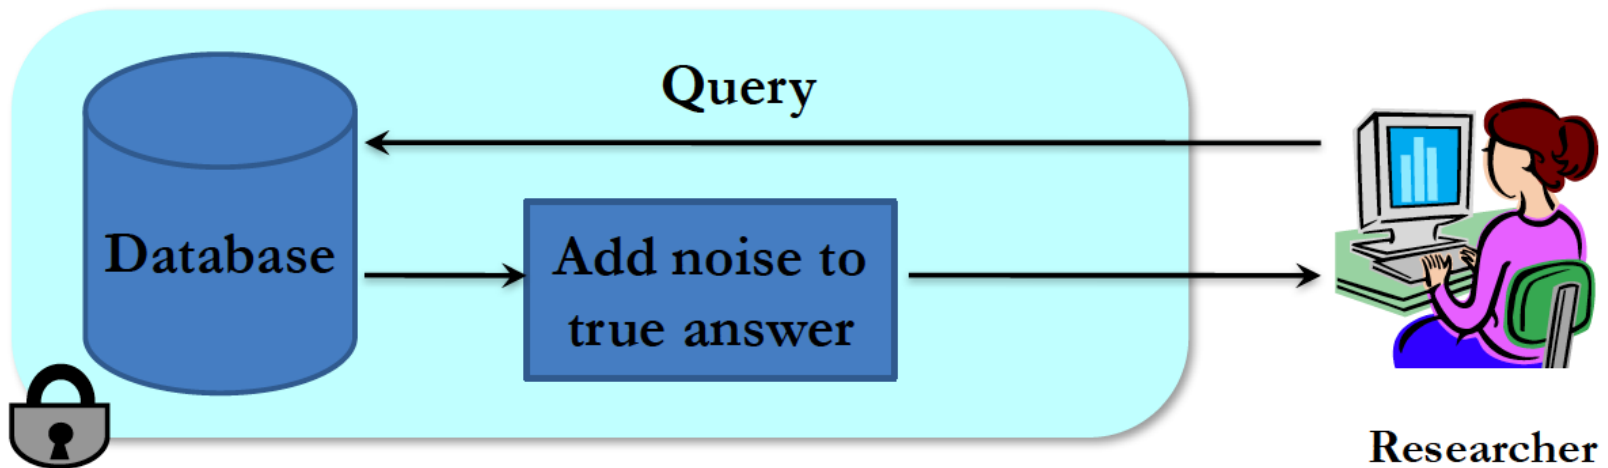 Query
Database
Add noise to
true answer
Researcher